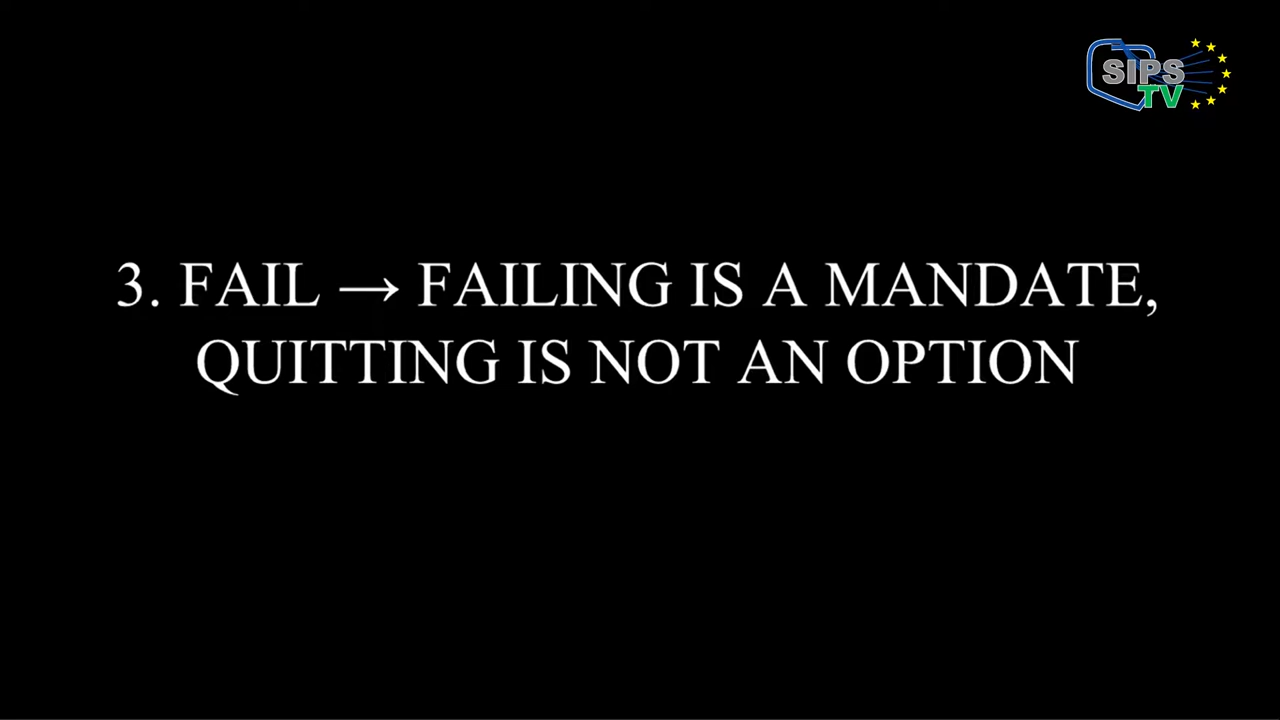 SIPS
TV
3. FAIL → FAILING IS A MANDATE,
QUITTING IS NOT AN OPTION